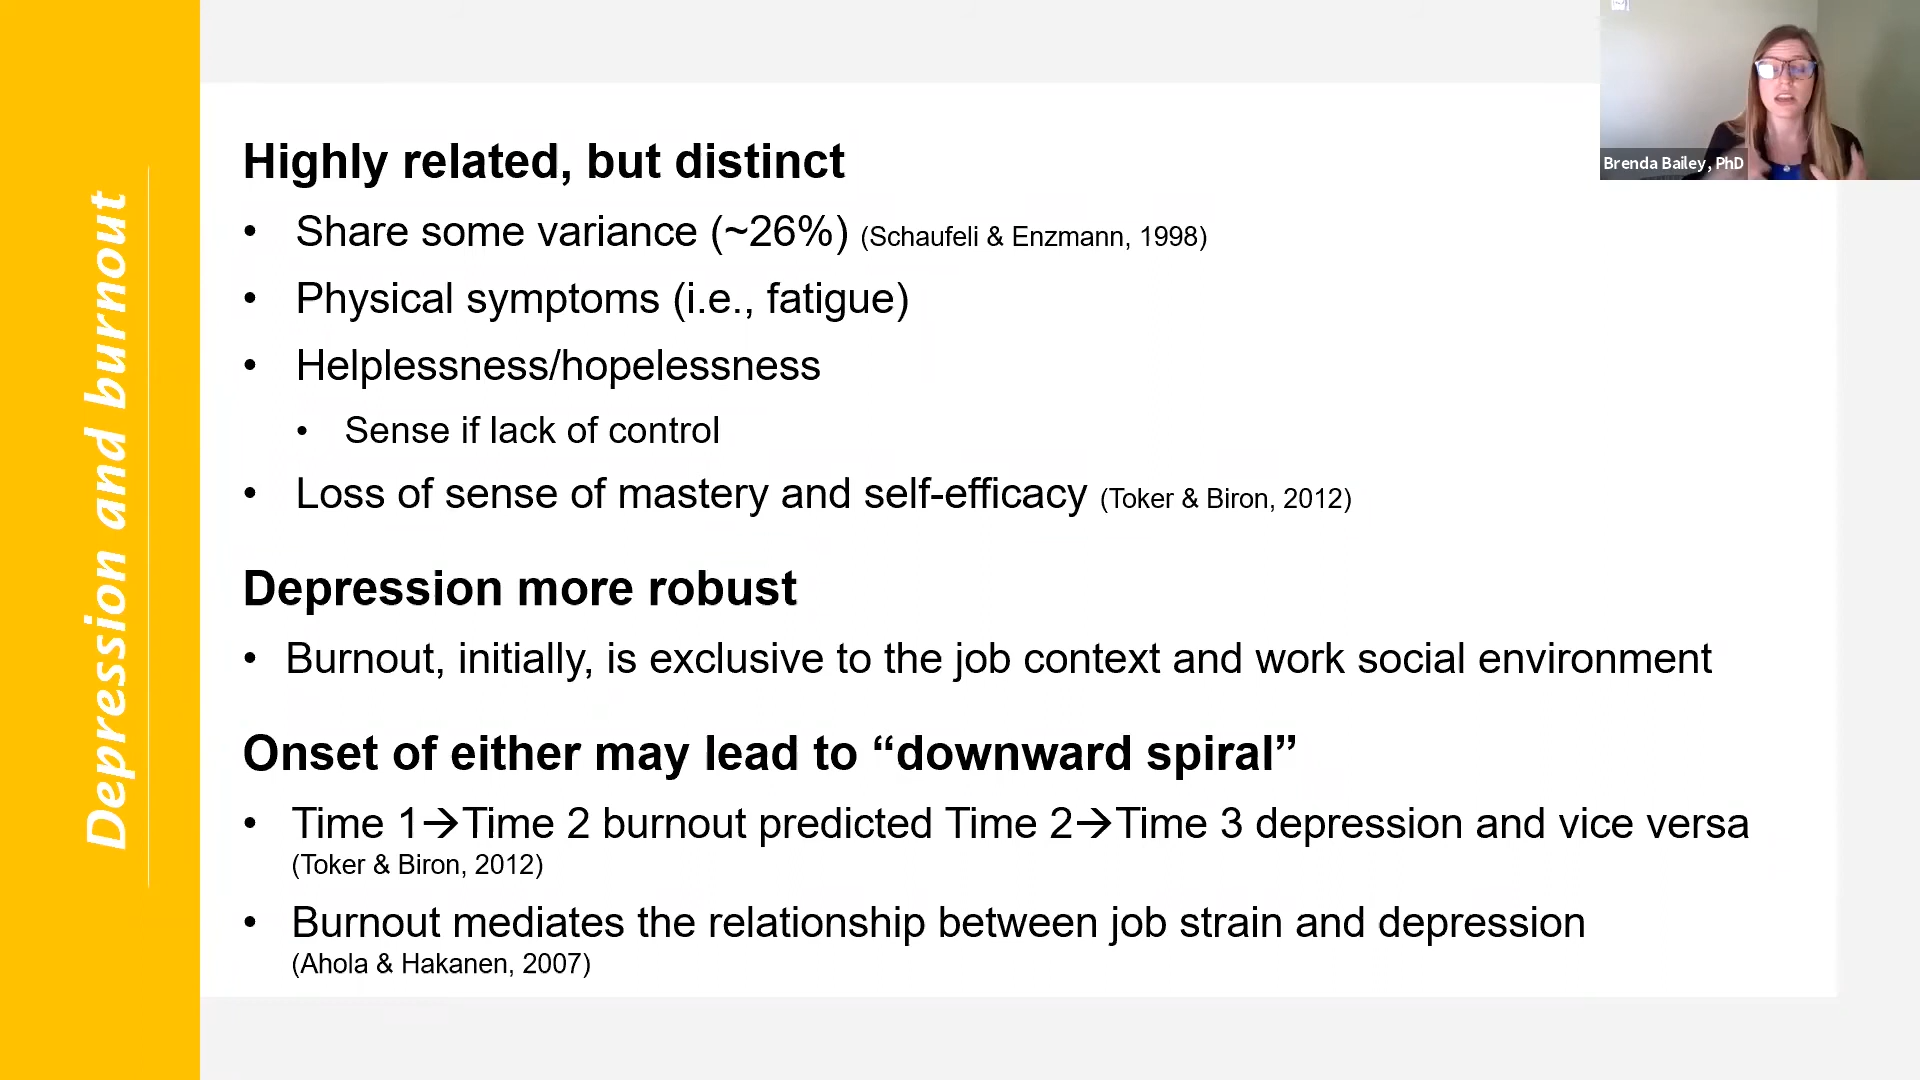 Depression and burnout
Highly related, but distinct
• Share some variance (~26%) (Schaufeli & Enzmann, 1998)
• Physical symptoms (i.e., fatigue)
• Helplessness/hopelessness
• Sense if lack of control
• Loss of sense of mastery and self-efficacy (Toker & Biron, 2012)
Depression more robust
• Burnout, initially, is exclusive to the job context and work social environment
Onset of either may lead to “downward spiral”
• Time 1→Time 2 burnout predicted Time 2→Time 3 depression and vice versa
(Toker & Biron, 2012)
• Burnout mediates the relationship between job strain and depression
(Ahola & Hakanen, 2007)
Brenda Bailey, PhD